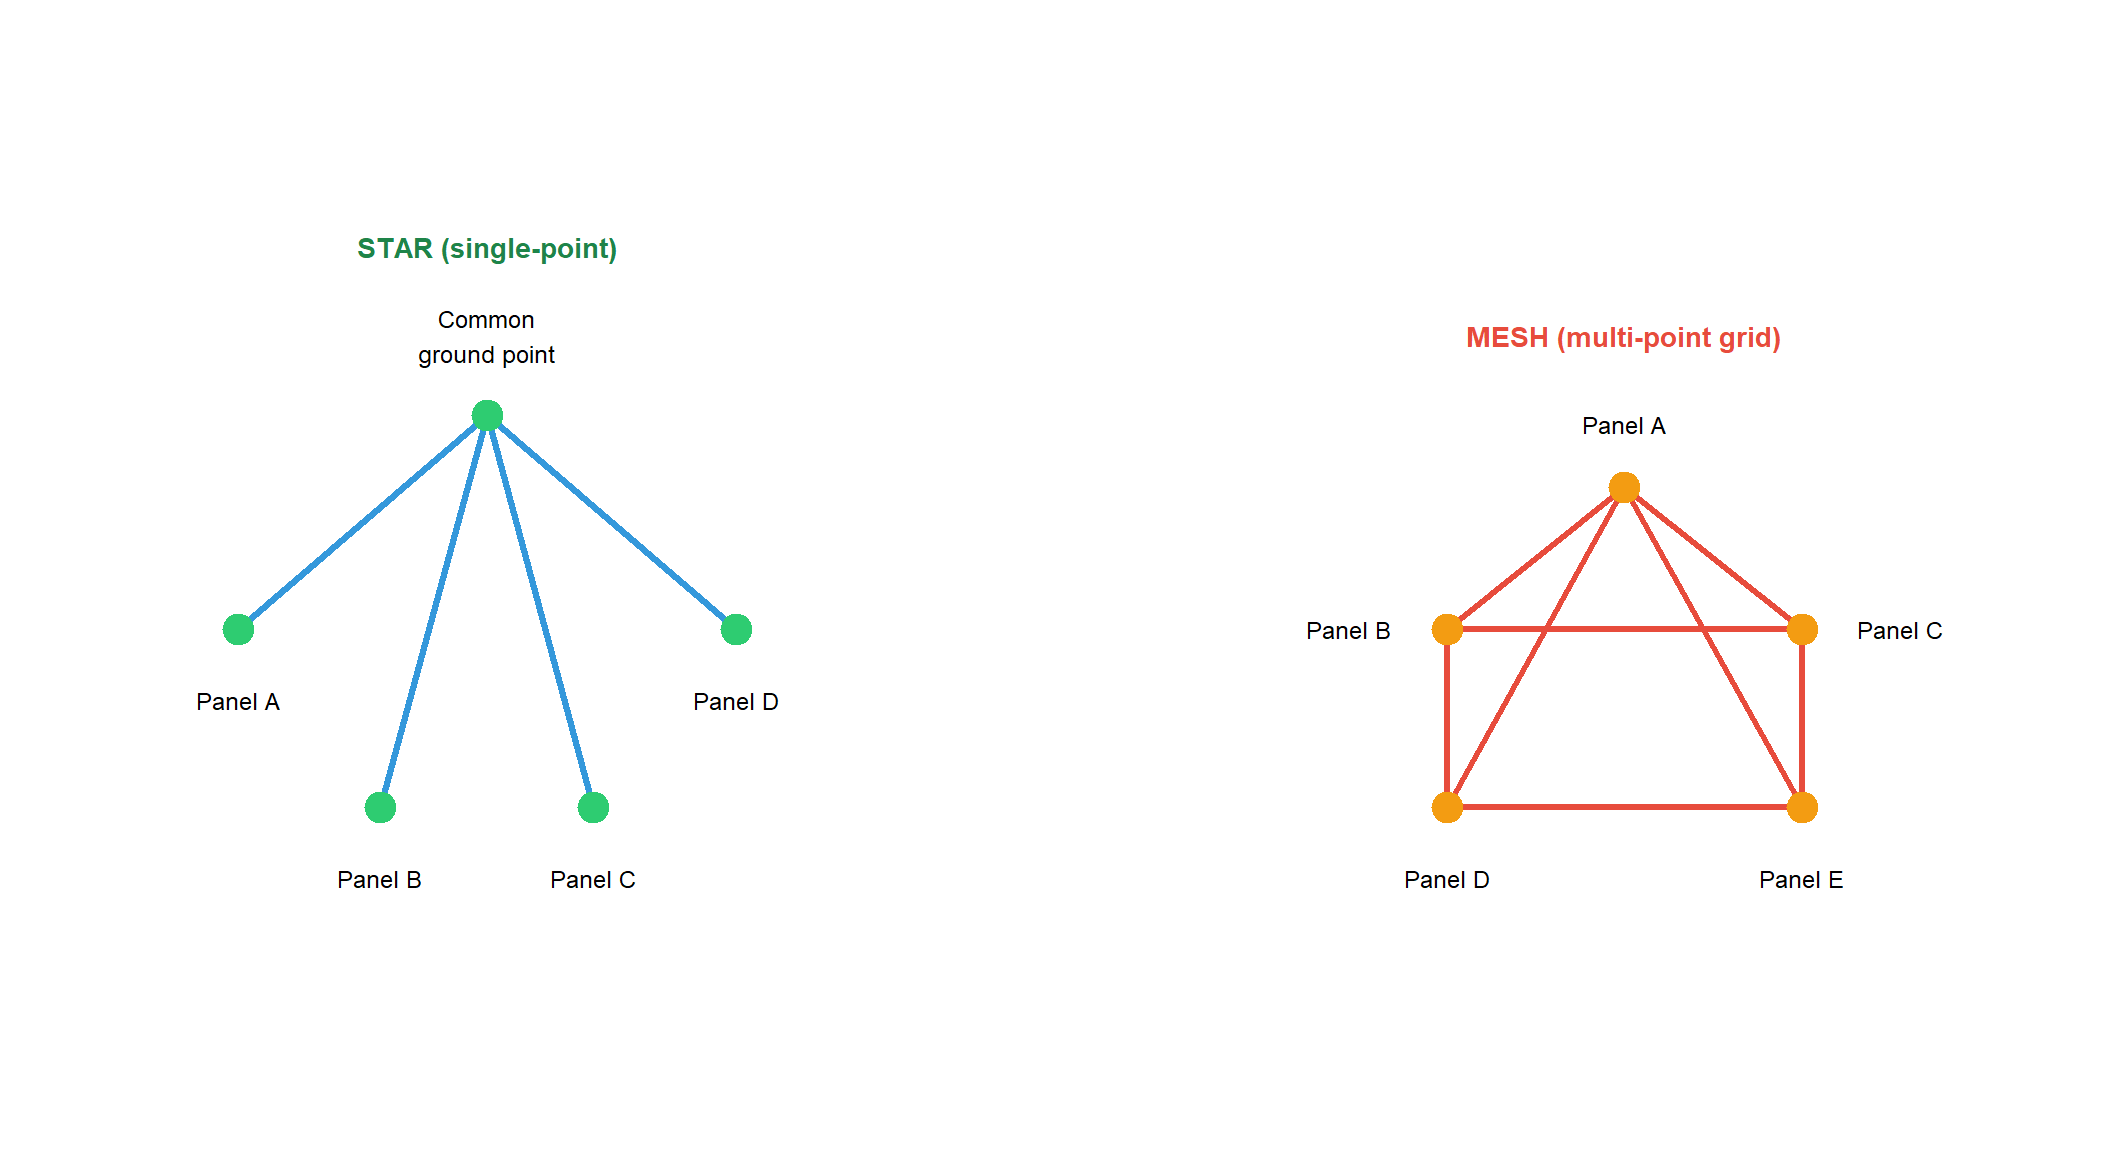 STAR (single-point)
Common
ground point
Panel A
Panel D
Panel B
Panel C
MESH (multi-point grid)
Panel A
Panel B
Panel C
Panel D
Panel E